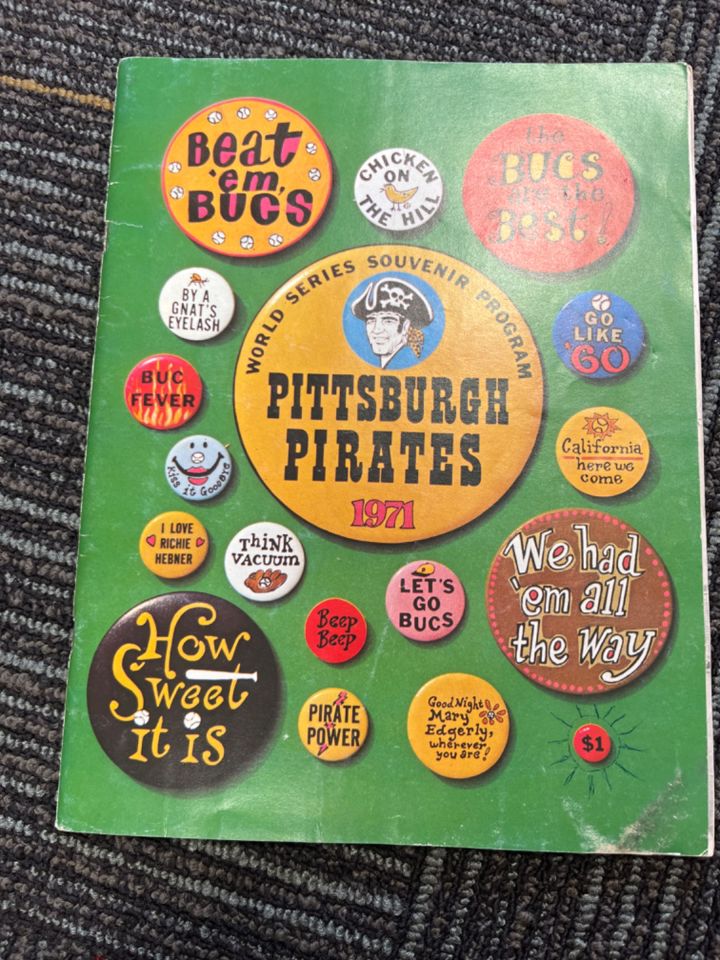 Beat
'em,
BUCS
CHICKEN
ON
THE HILL
the
BUCS
are the
Best!
BY A
GNAT'S
EYELASH
WORLD SERIES SOUVENIR PROGRAM
PITTSBURGH
PIRATES
1971
GO
LIKE
'60
BUC
FEVER
California
here we
come
Kiss it Goodbye
I LOVE
RICHIE
HEBNER
THINK
VACUUM
LET'S
GO
BUCS
We had
'em all
the Way
How
Sweet
it is
Beep
Beep
PIRATE
POWER
Good Night
Mary
Edgerly,
wherever
you are!
$1